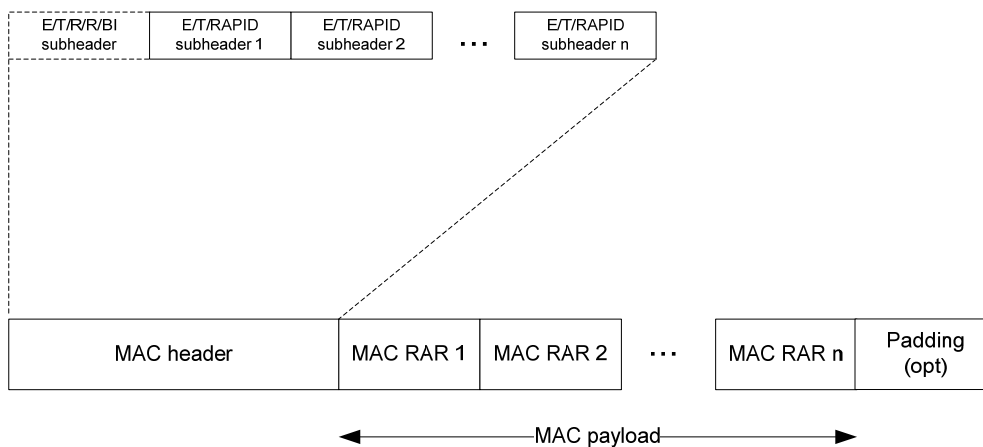 E/T/R/R/BI
subheader
E/T/RAPID
subheader 1
E/T/RAPID
subheader 2
...
E/T/RAPID
subheader n
MAC header
MAC RAR 1
MAC RAR 2
...
MAC RAR n
Padding
(opt)
MAC payload